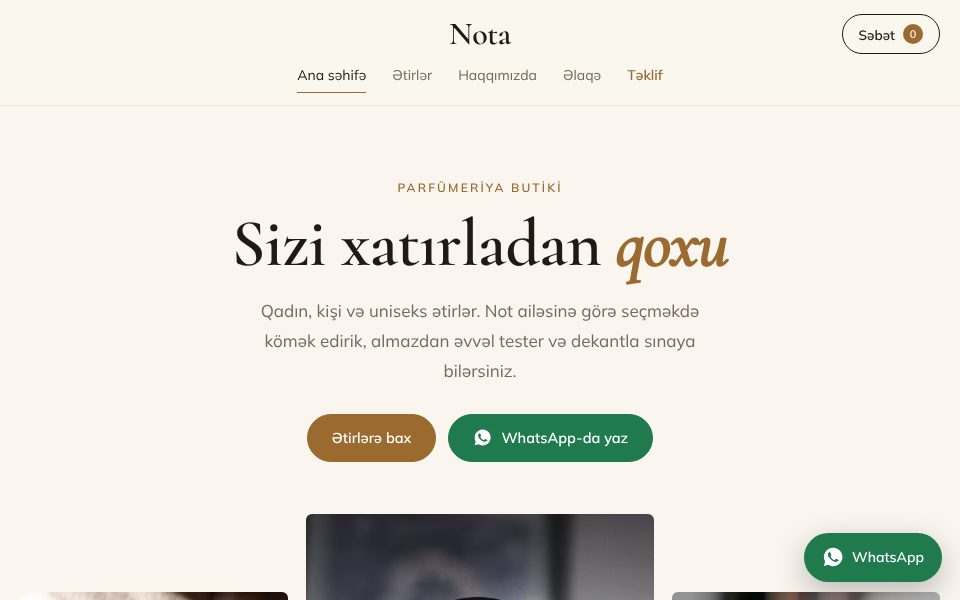 Nota
Səbət 0
Ana səhifə Ətirlər Haqqımızda Əlaqə Təklif
PARFÜMERİYA BUTİKİ
Sizi xatırladan qoxu
Qadın, kişi və uniseks ətirlər. Not ailəsinə görə seçməkdə
kömək edirik, almazdan əvvəl tester və dekantla sınaya
bilərsiniz.
Ətirlərə bax
WhatsApp-da yaz
WhatsApp